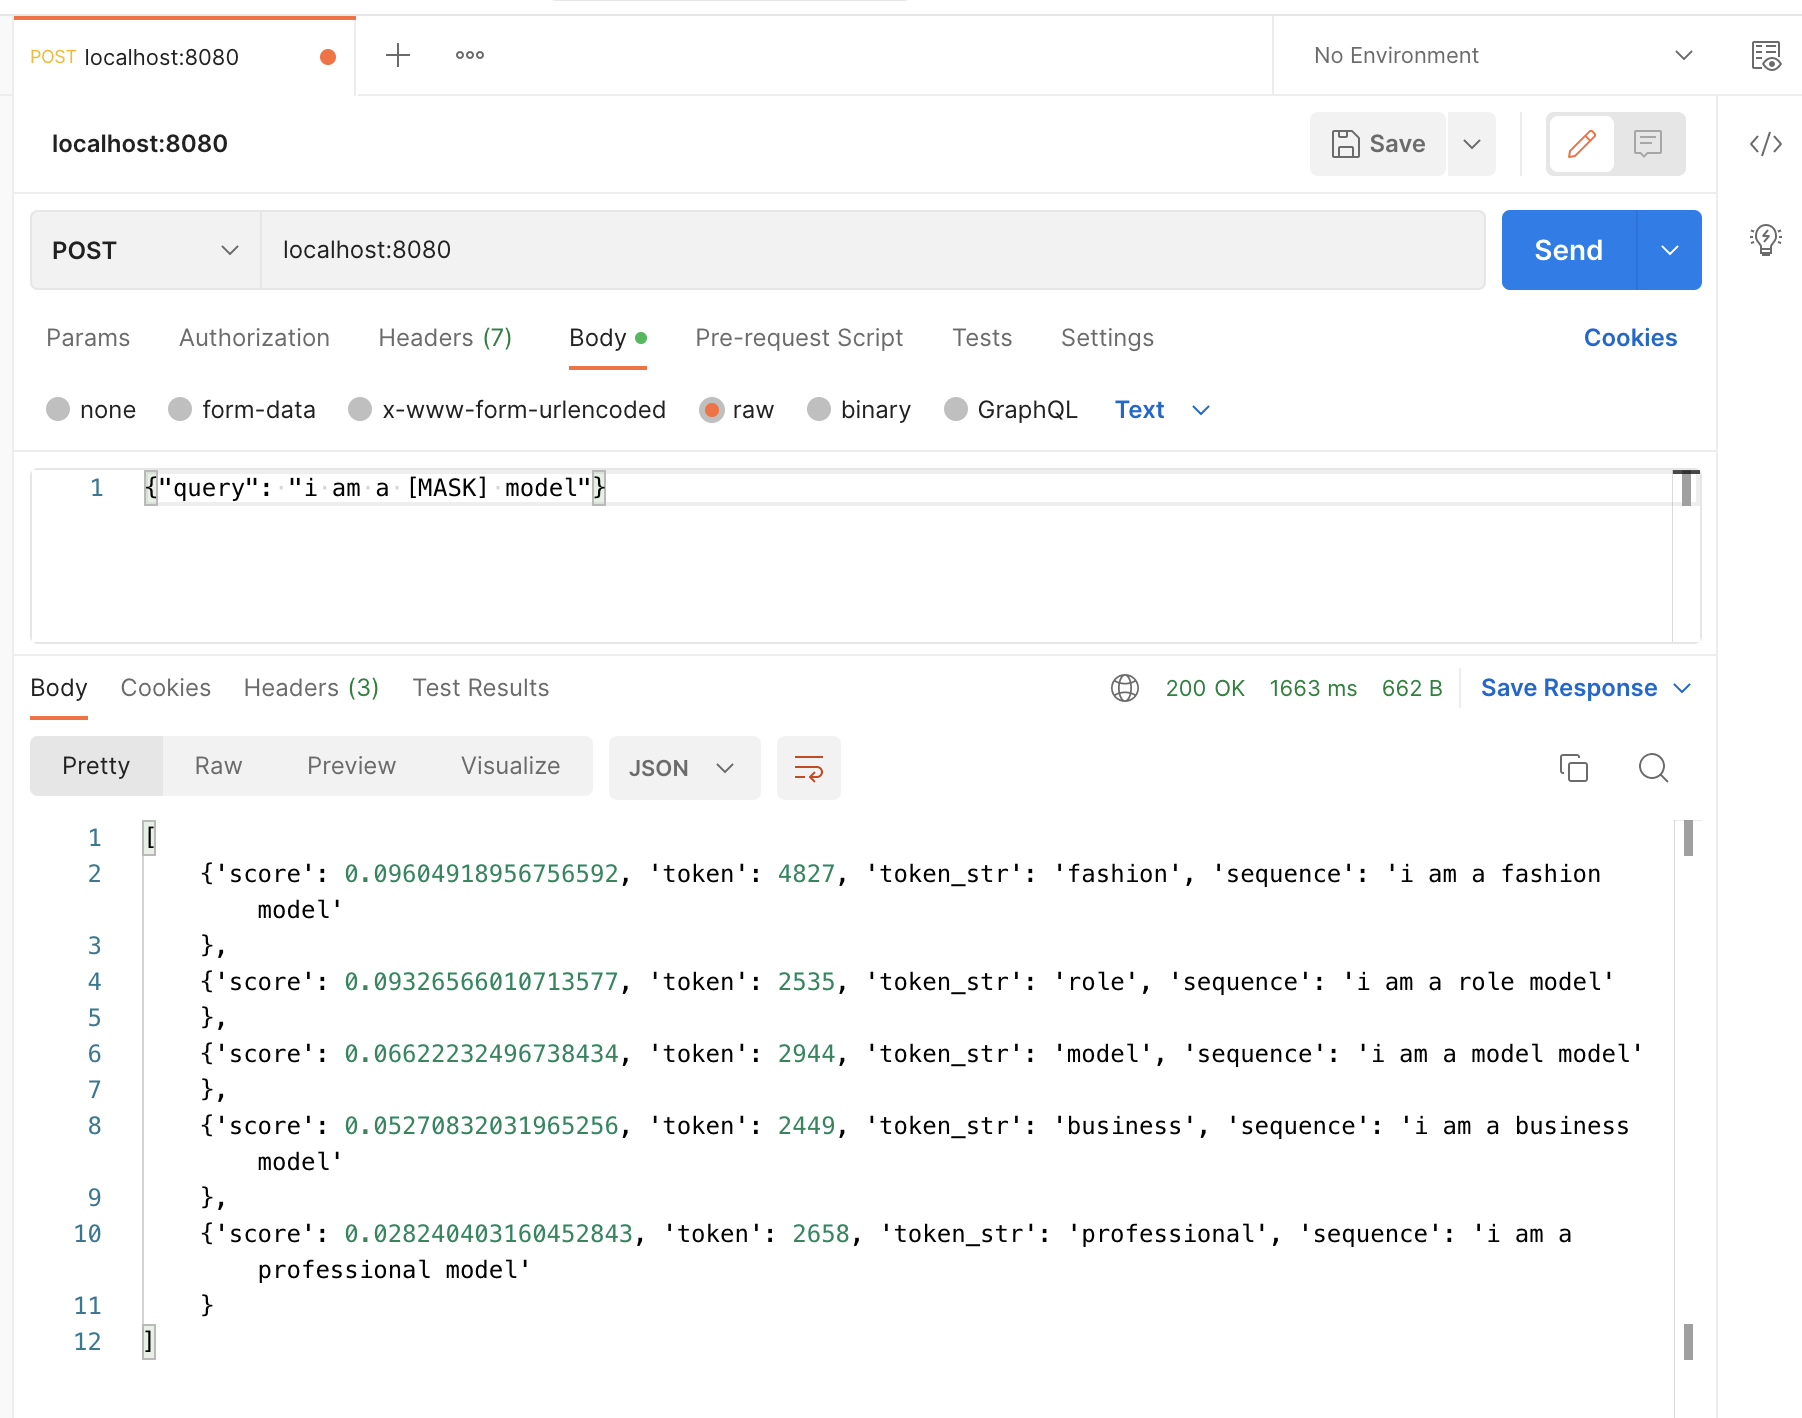 POST localhost:8080
No Environment
localhost:8080
Save
POST
localhost:8080
Send
Params Authorization Headers (7) Body Pre-request Script Tests Settings Cookies
none form-data x-www-form-urlencoded raw binary GraphQL Text
1 {"query": "i am a [MASK] model"}
Body Cookies Headers (3) Test Results 200 OK 1663 ms 662 B Save Response
Pretty Raw Preview Visualize JSON
1 [
2 {'score': 0.09604918956756592, 'token': 4827, 'token_str': 'fashion', 'sequence': 'i am a fashion
model'
3 },
4 {'score': 0.09326566010713577, 'token': 2535, 'token_str': 'role', 'sequence': 'i am a role model'
5 },
6 {'score': 0.06622232496738434, 'token': 2944, 'token_str': 'model', 'sequence': 'i am a model model'
7 },
8 {'score': 0.05270832031965256, 'token': 2449, 'token_str': 'business', 'sequence': 'i am a business
model'
9 },
10 {'score': 0.028240403160452843, 'token': 2658, 'token_str': 'professional', 'sequence': 'i am a
professional model'
11 }
12 ]